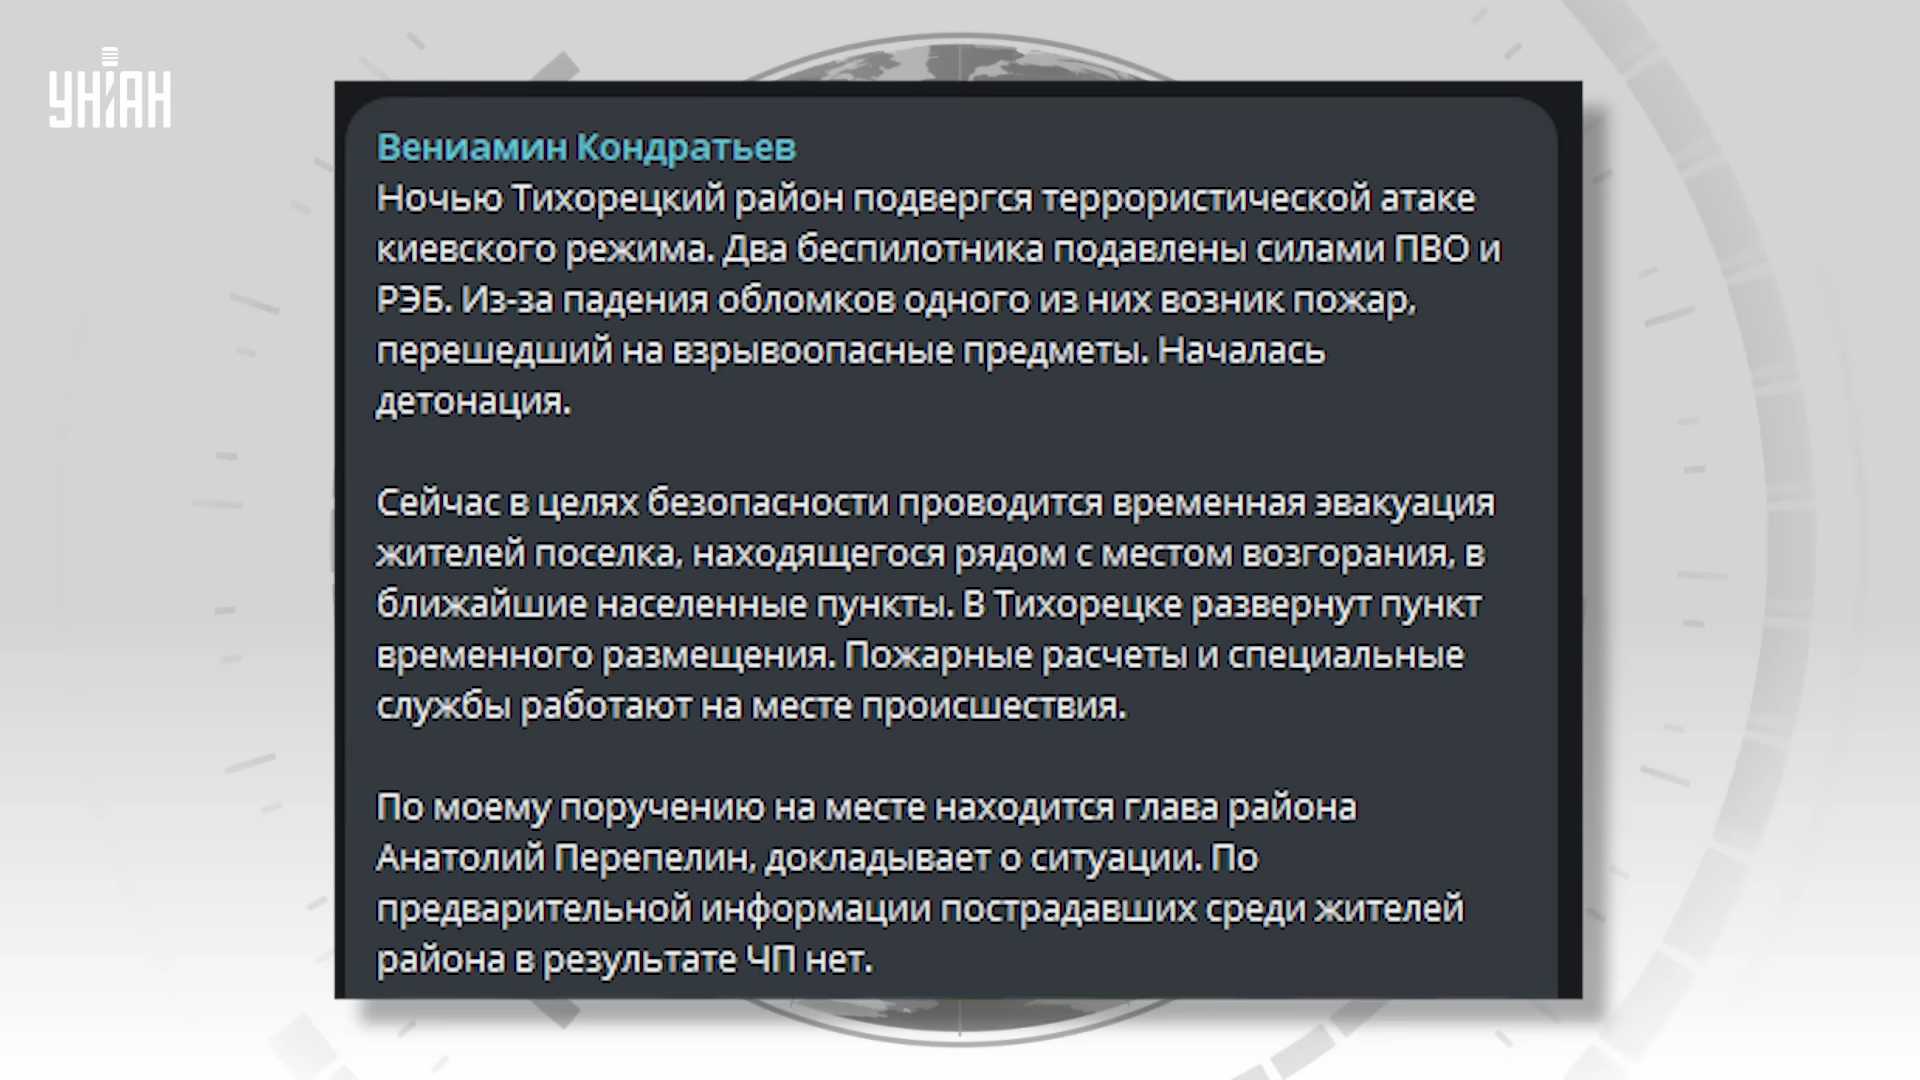 УНІАН
Вениамин Кондратьев
Ночью Тихорецкий район подвергся террористической атаке
киевского режима. Два беспилотника подавлены силами ПВО и
РЭБ. Из-за падения обломков одного из них возник пожар,
перешедший на взрывоопасные предметы. Началась
детонация.
Сейчас в целях безопасности проводится временная эвакуация
жителей поселка, находящегося рядом с местом возгорания, в
ближайшие населенные пункты. В Тихорецке развернут пункт
временного размещения. Пожарные расчеты и специальные
службы работают на месте происшествия.
По моему поручению на месте находится глава района
Анатолий Перепелин, докладывает о ситуации. По
предварительной информации пострадавших среди жителей
района в результате ЧП нет.